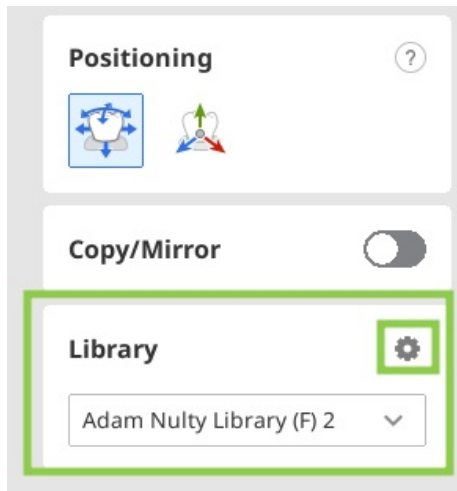 Positioning
?
Copy/Mirror
Library
Adam Nulty Library (F) 2